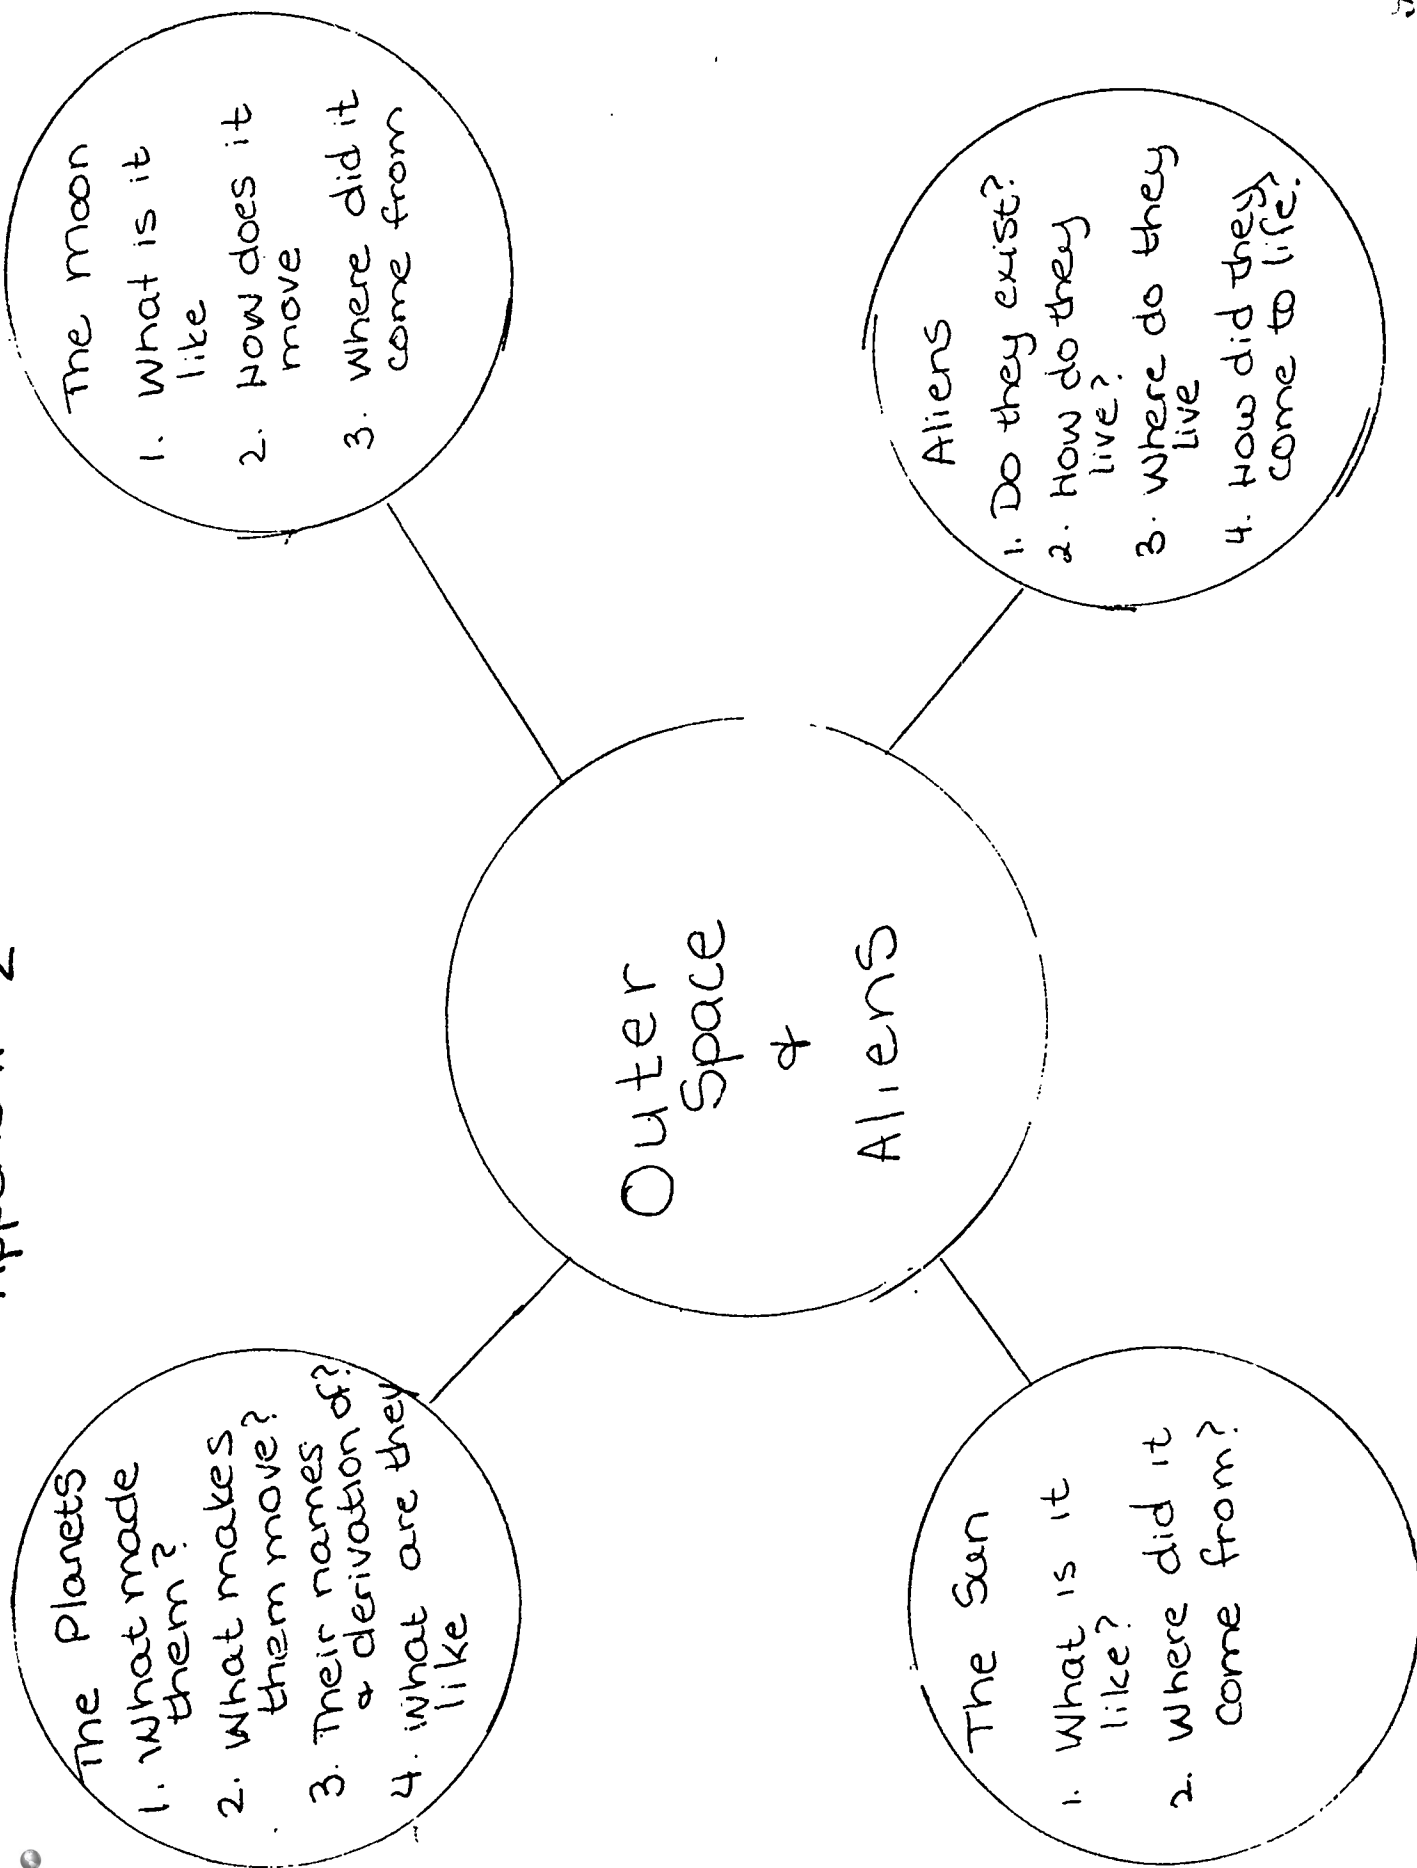 Appendix 2
The Planets
1. What made
them?
2. What makes
them move?
3. Their names
& derivation of?
4. What are they
like
The moon
1. What is it
like
2. How does it
move
3. Where did it
come from
Outer
Space
&
Aliens
The Sun
1. What is it
like?
2. Where did it
come from?
Aliens
1. Do they exist?
2. How do they
live?
3. Where do they
live
4. How did they
come to life?